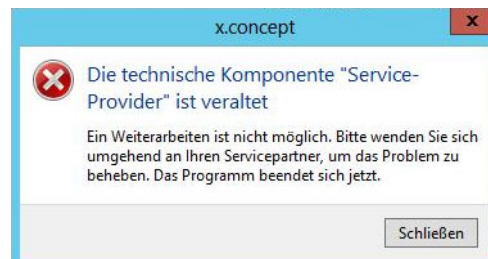 x.concept
x
Die technische Komponente "Service-
Provider" ist veraltet
Ein Weiterarbeiten ist nicht möglich. Bitte wenden Sie sich
umgehend an Ihren Servicepartner, um das Problem zu
beheben. Das Programm beendet sich jetzt.
Schließen